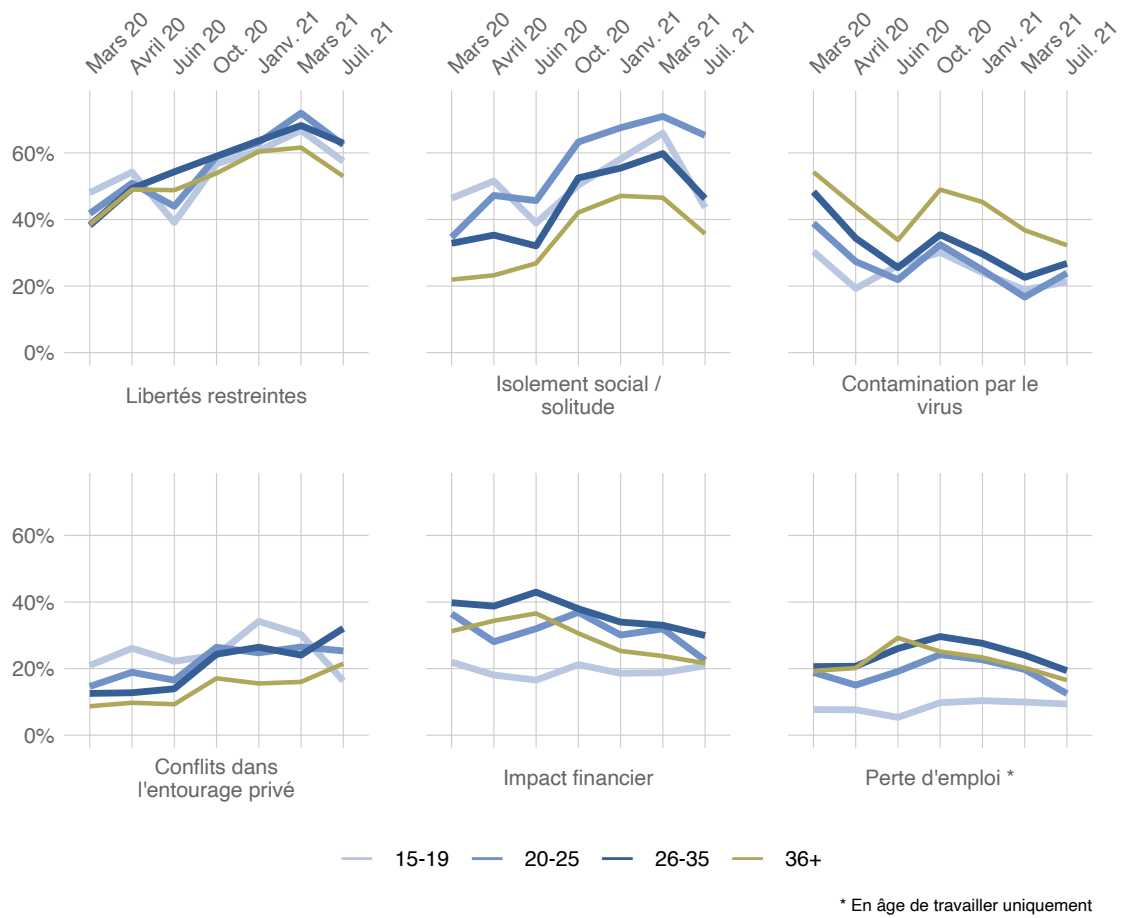 Mars 20 Avril 20 Juin 20 Oct. 20 Janv. 21 Mars 21 Juil. 21
Mars 20 Avril 20 Juin 20 Oct. 20 Janv. 21 Mars 21 Juil. 21
Mars 20 Avril 20 Juin 20 Oct. 20 Janv. 21 Mars 21 Juil. 21
60%
40%
20%
0%
Libertés restreintes
Isolement social /
solitude
Contamination par le
virus
60%
40%
20%
0%
Conflits dans
l'entourage privé
Impact financier
Perte d'emploi *
15-19 20-25 26-35 36+
* En âge de travailler uniquement